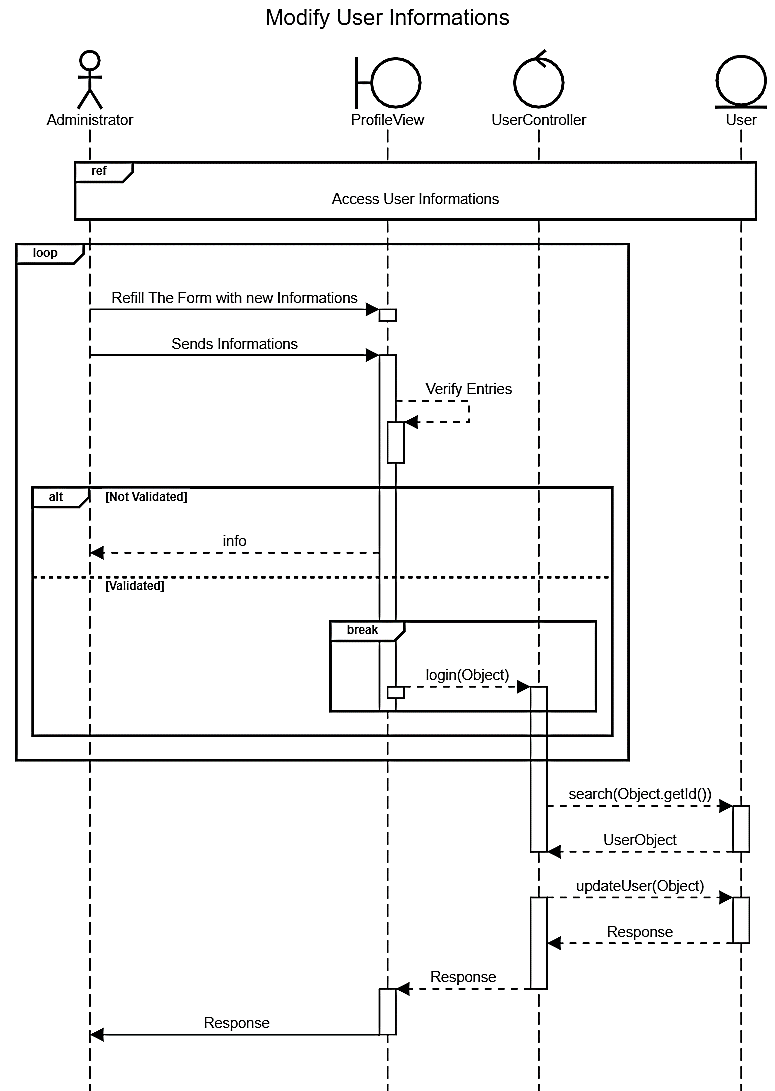 Modify User Informations
Administrator
ProfileView
UserController
User
ref
Access User Informations
loop
Refill The Form with new Informations
Sends Informations
Verify Entries
alt
[Not Validated]
info
[Validated]
break
login(Object)
search(Object.getId())
UserObject
updateUser(Object)
Response
Response
Response